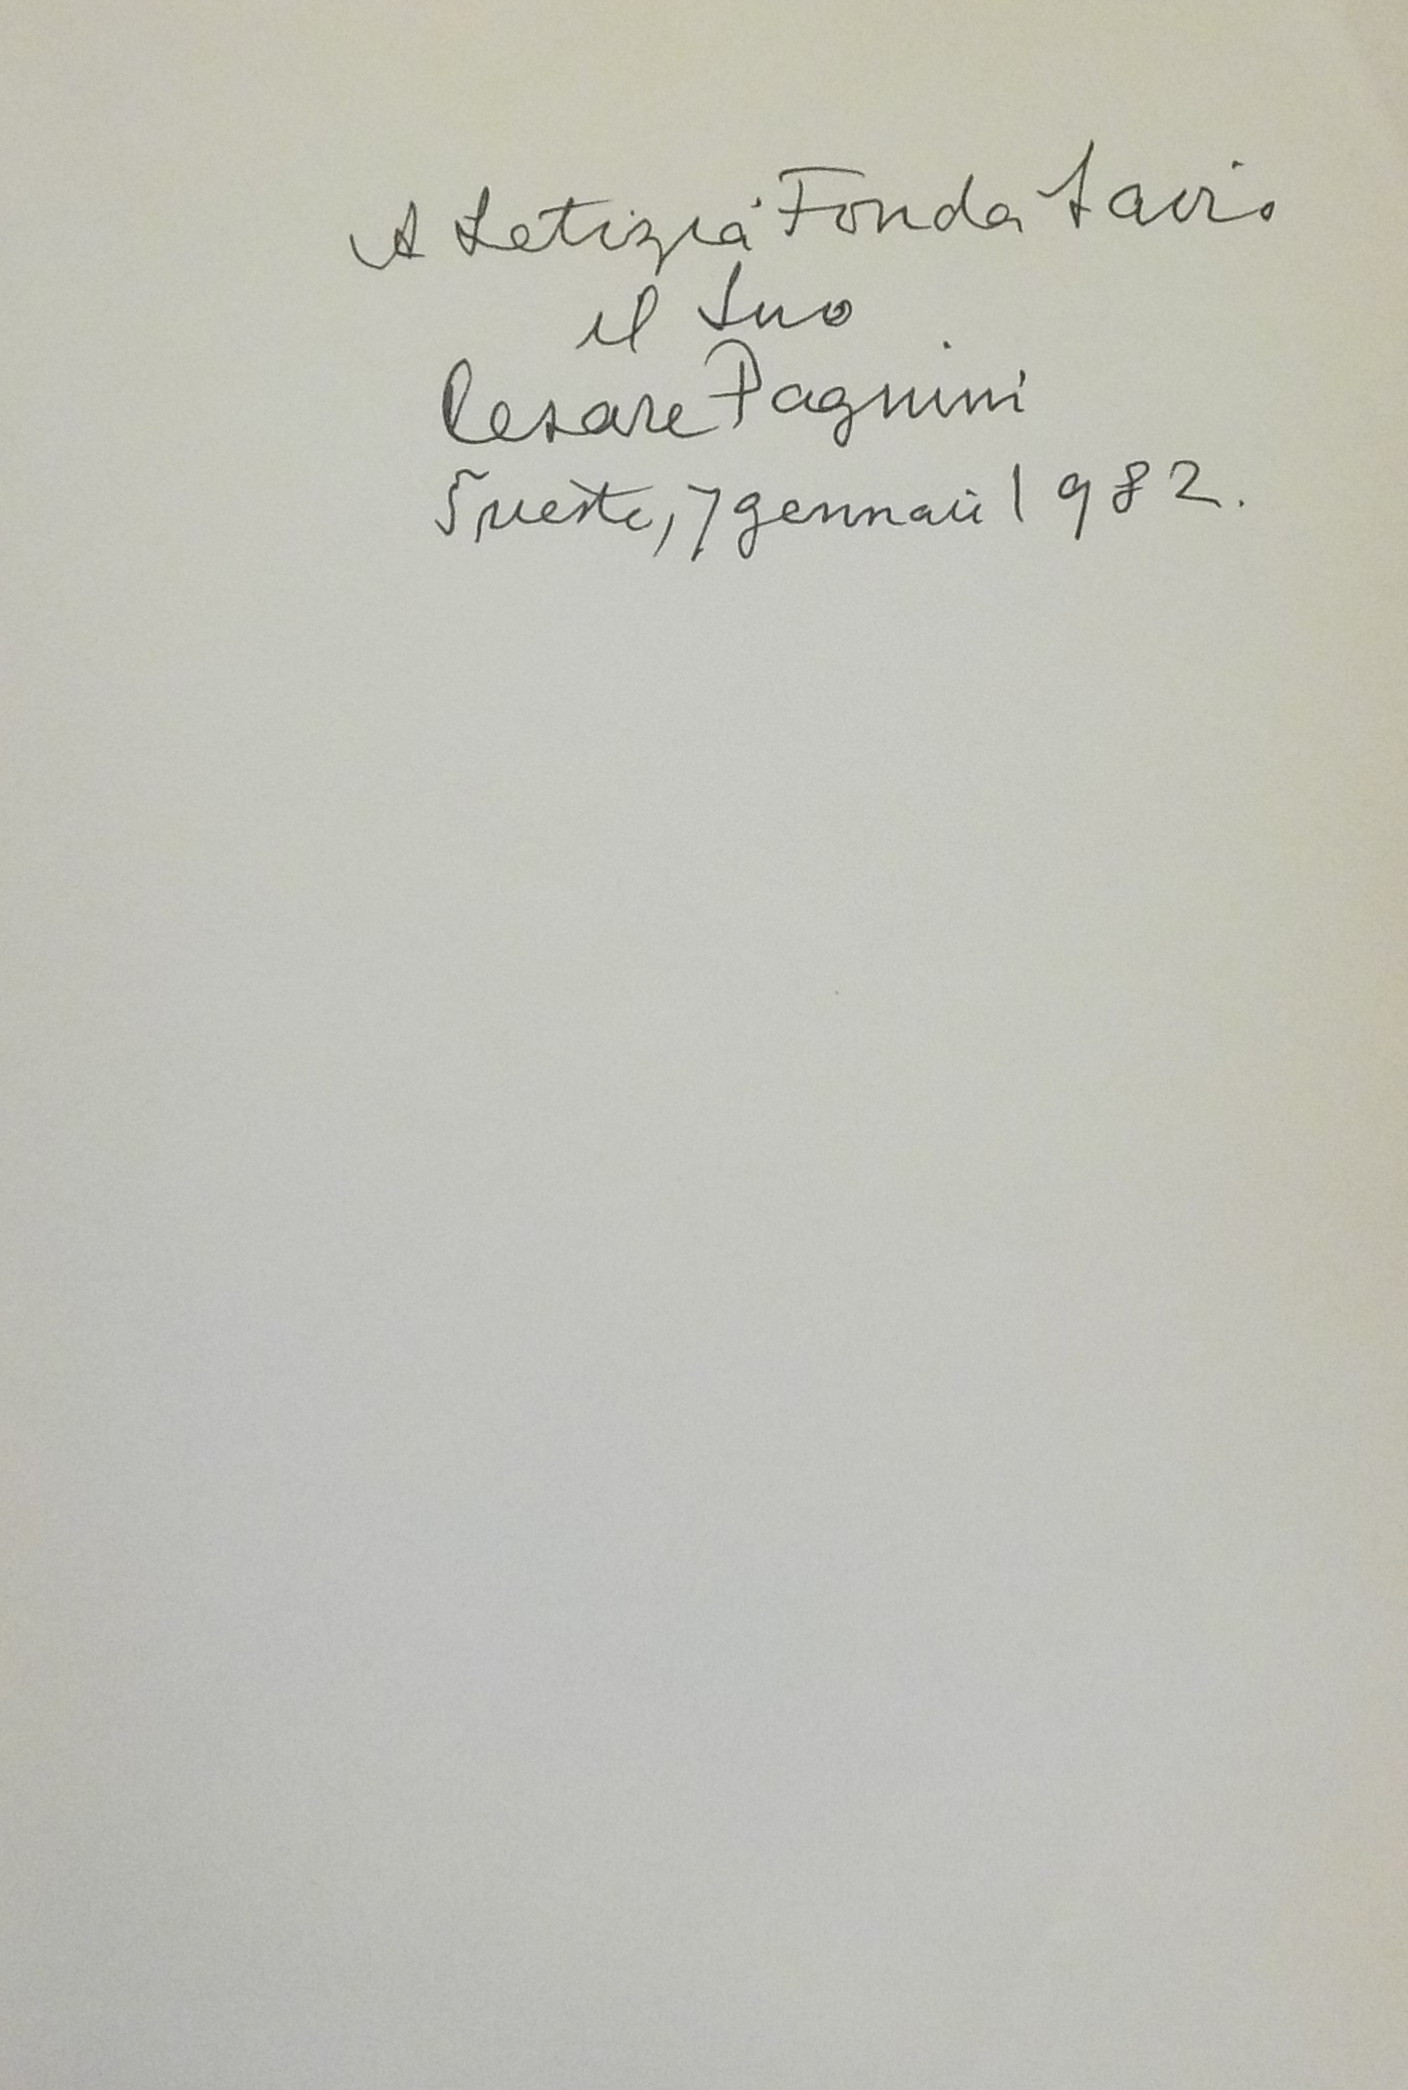 A Letizia Fonda Savio
il Suo
Cesare Pagnini
Trieste, 7 gennaio 1982.